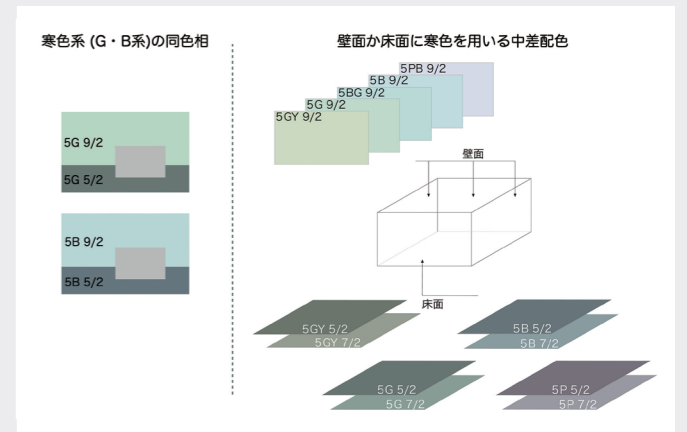 寒色系 (G・B系)の同色相
5G 9/2
5G 5/2
5B 9/2
5B 5/2
壁面か床面に寒色を用いる中差配色
5PB 9/2
5B 9/2
5BG 9/2
5G 9/2
5GY 9/2
壁面
床面
5GY 5/2
5GY 7/2
5B 5/2
5B 7/2
5G 5/2
5G 7/2
5P 5/2
5P 7/2